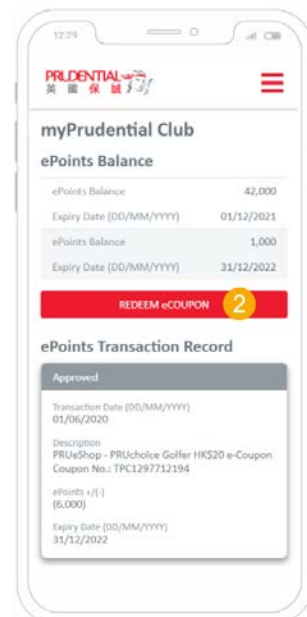 12:29
PRUDENTIAL
英國保誠
myPrudential Club
ePoints Balance
ePoints Balance 42,000
Expiry Date (DD/MM/YYYY) 01/12/2021
ePoints Balance 1,000
Expiry Date (DD/MM/YYYY) 31/12/2022
REDEEM eCOUPON 2
ePoints Transaction Record
Approved
Transaction Date (DD/MM/YYYY)
01/06/2020
Description
PRUeShop - PRUchoice Golfer HK$20 e-Coupon
Coupon No.: TPC1297712194
ePoints +/(-)
(6,000)
Expiry Date (DD/MM/YYYY)
31/12/2022